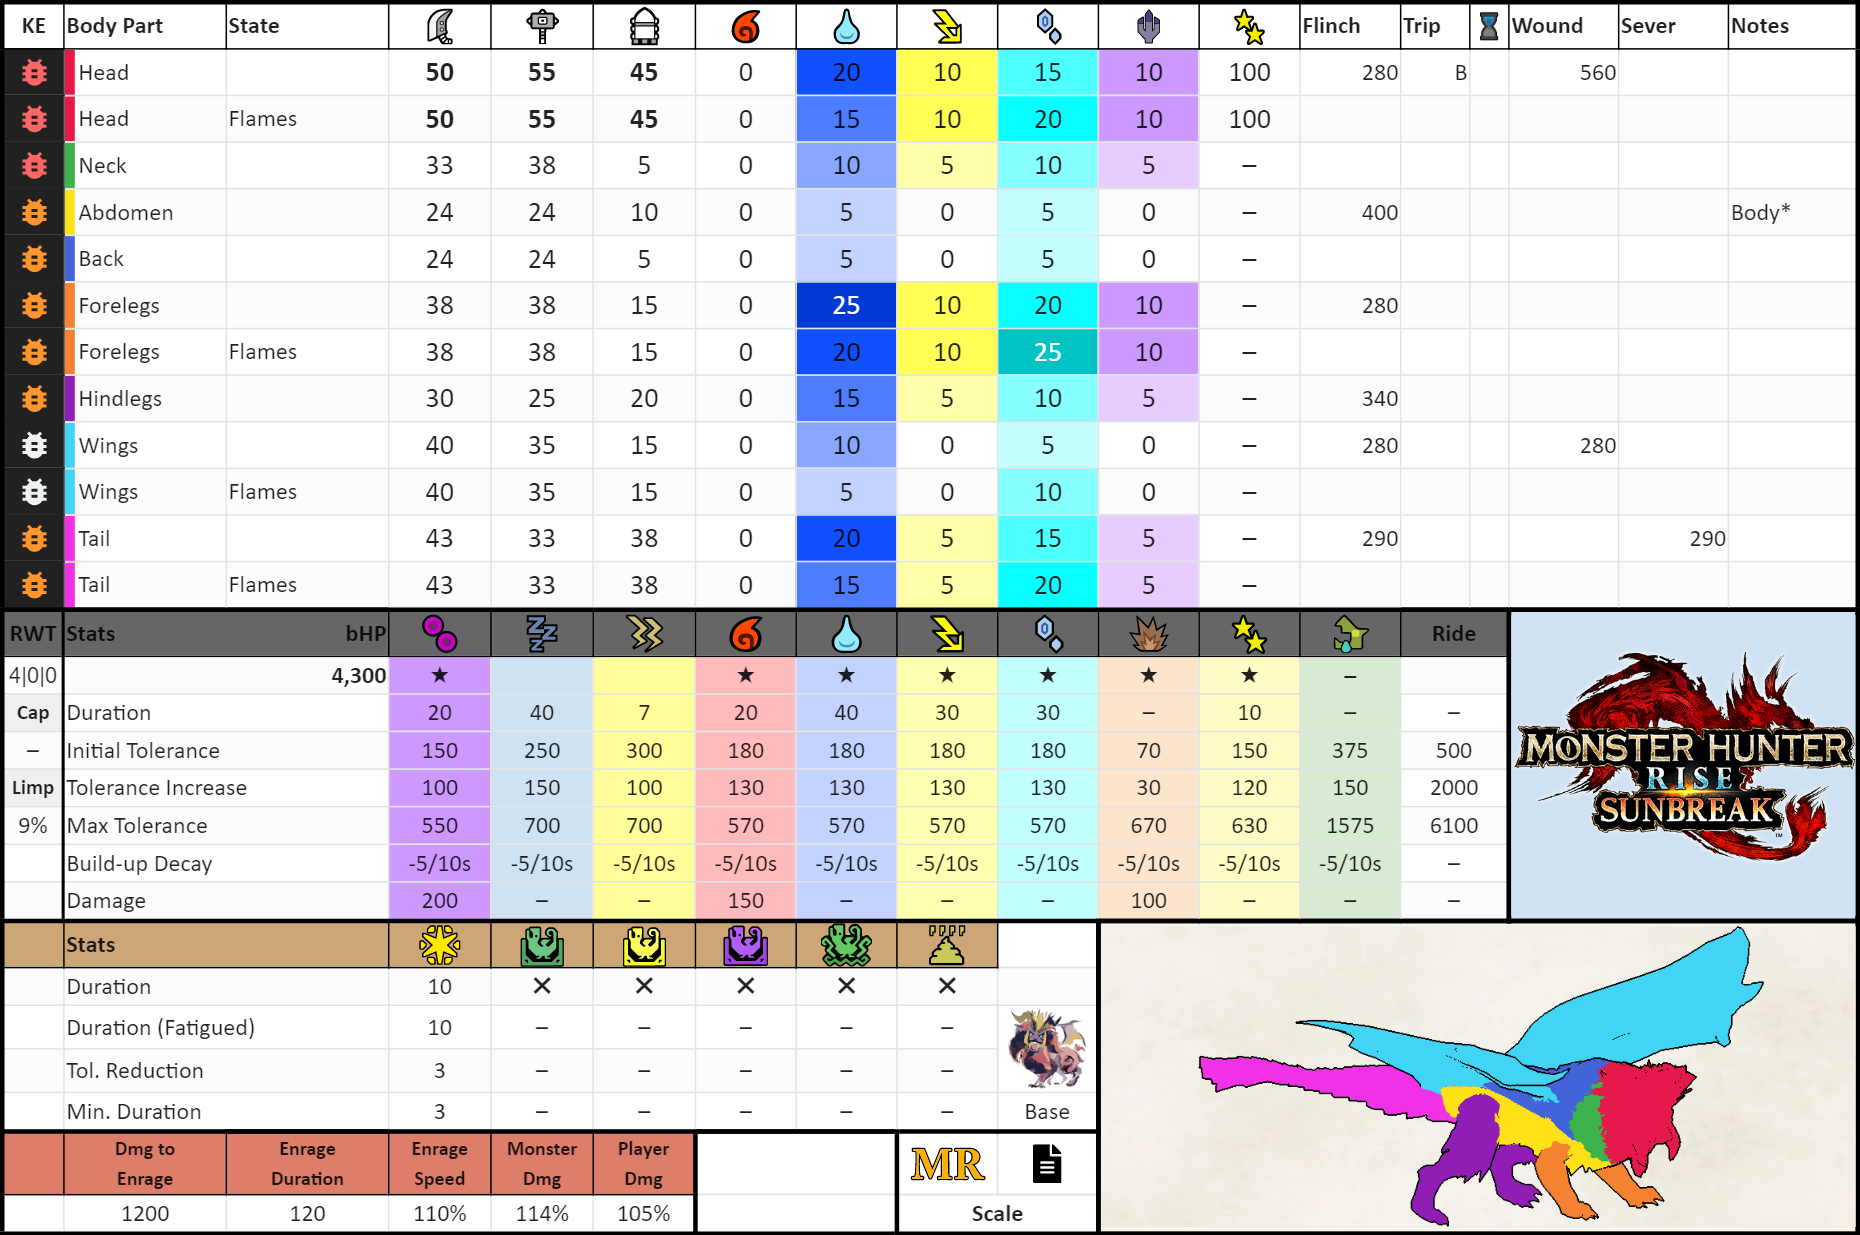 KE Body Part State Flinch Trip Wound Sever Notes
Head 50 55 45 0 20 10 15 10 100 280 B 560
Head Flames 50 55 45 0 15 10 20 10 100
Neck 33 38 5 0 10 5 10 5 –
Abdomen 24 24 10 0 5 0 5 0 – 400 Body*
Back 24 24 5 0 5 0 5 0 –
Forelegs 38 38 15 0 25 10 20 10 – 280
Forelegs Flames 38 38 15 0 20 10 25 10 –
Hindlegs 30 25 20 0 15 5 10 5 – 340
Wings 40 35 15 0 10 0 5 0 – 280 280
Wings Flames 40 35 15 0 5 0 10 0 –
Tail 43 33 38 0 20 5 15 5 – 290 290
Tail Flames 43 33 38 0 15 5 20 5 –
RWT Stats bHP Ride
4|0|0 4,300 ★ ★ ★ ★ ★ ★ ★ –
Cap Duration 20 40 7 20 40 30 30 – 10 – –
– Initial Tolerance 150 250 300 180 180 180 180 70 150 375 500
Limp Tolerance Increase 100 150 100 130 130 130 130 30 120 150 2000
9% Max Tolerance 550 700 700 570 570 570 570 670 630 1575 6100
Build-up Decay -5/10s -5/10s -5/10s -5/10s -5/10s -5/10s -5/10s -5/10s -5/10s -5/10s –
Damage 200 – – 150 – – – 100 – – –
MONSTER HUNTER
RISE
SUNBREAK™
Stats
Duration 10 ✕ ✕ ✕ ✕ ✕
Duration (Fatigued) 10 – – – – –
Tol. Reduction 3 – – – – –
Min. Duration 3 – – – – – Base
Dmg to Enrage Enrage Monster Player
Enrage Duration Speed Dmg Dmg
MR
1200 120 110% 114% 105% Scale